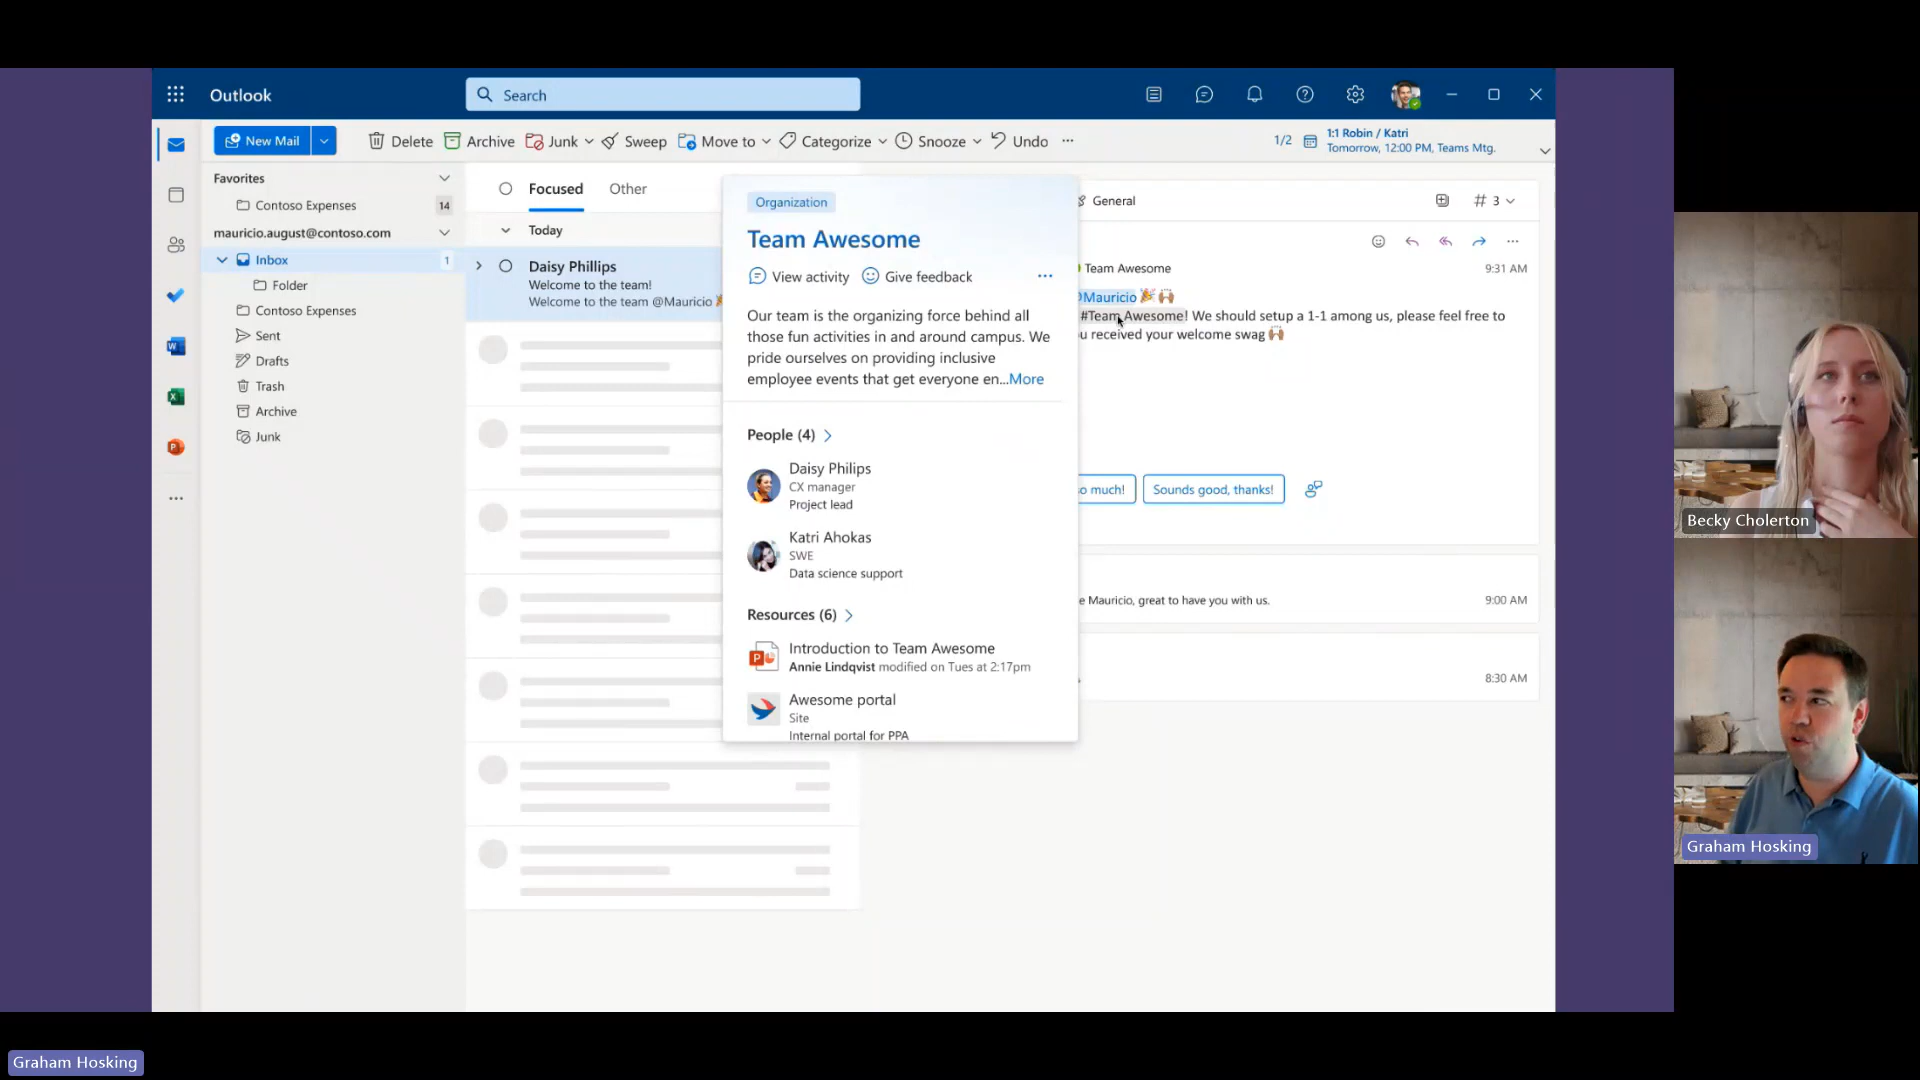 Outlook
Search
New Mail
Delete
Archive
Junk
Sweep
Move to
Categorize
Snooze
Undo
1/2
1:1 Robin / Katri
Tomorrow, 12:00 PM, Teams Mtg.
Favorites
Contoso Expenses 14
mauricio.august@contoso.com
Inbox 1
Folder
Contoso Expenses
Sent
Drafts
Trash
Archive
Junk
Focused
Other
Today
Daisy Phillips
Welcome to the team!
Welcome to the team @Mauricio
Organization
Team Awesome
View activity
Give feedback
Our team is the organizing force behind all
those fun activities in and around campus. We
pride ourselves on providing inclusive
employee events that get everyone en...More
People (4)
Daisy Philips
CX manager
Project lead
Katri Ahokas
SWE
Data science support
Resources (6)
Introduction to Team Awesome
Annie Lindqvist modified on Tues at 2:17pm
Awesome portal
Site
Internal portal for PPA
General
# 3
Team Awesome
9:31 AM
@Mauricio 🎉 🙌🏽
#Team Awesome! We should setup a 1-1 among us, please feel free to
u received your welcome swag 🙌🏽
so much!
Sounds good, thanks!
e Mauricio, great to have you with us.
9:00 AM
8:30 AM
Becky Cholerton
Graham Hosking
Graham Hosking